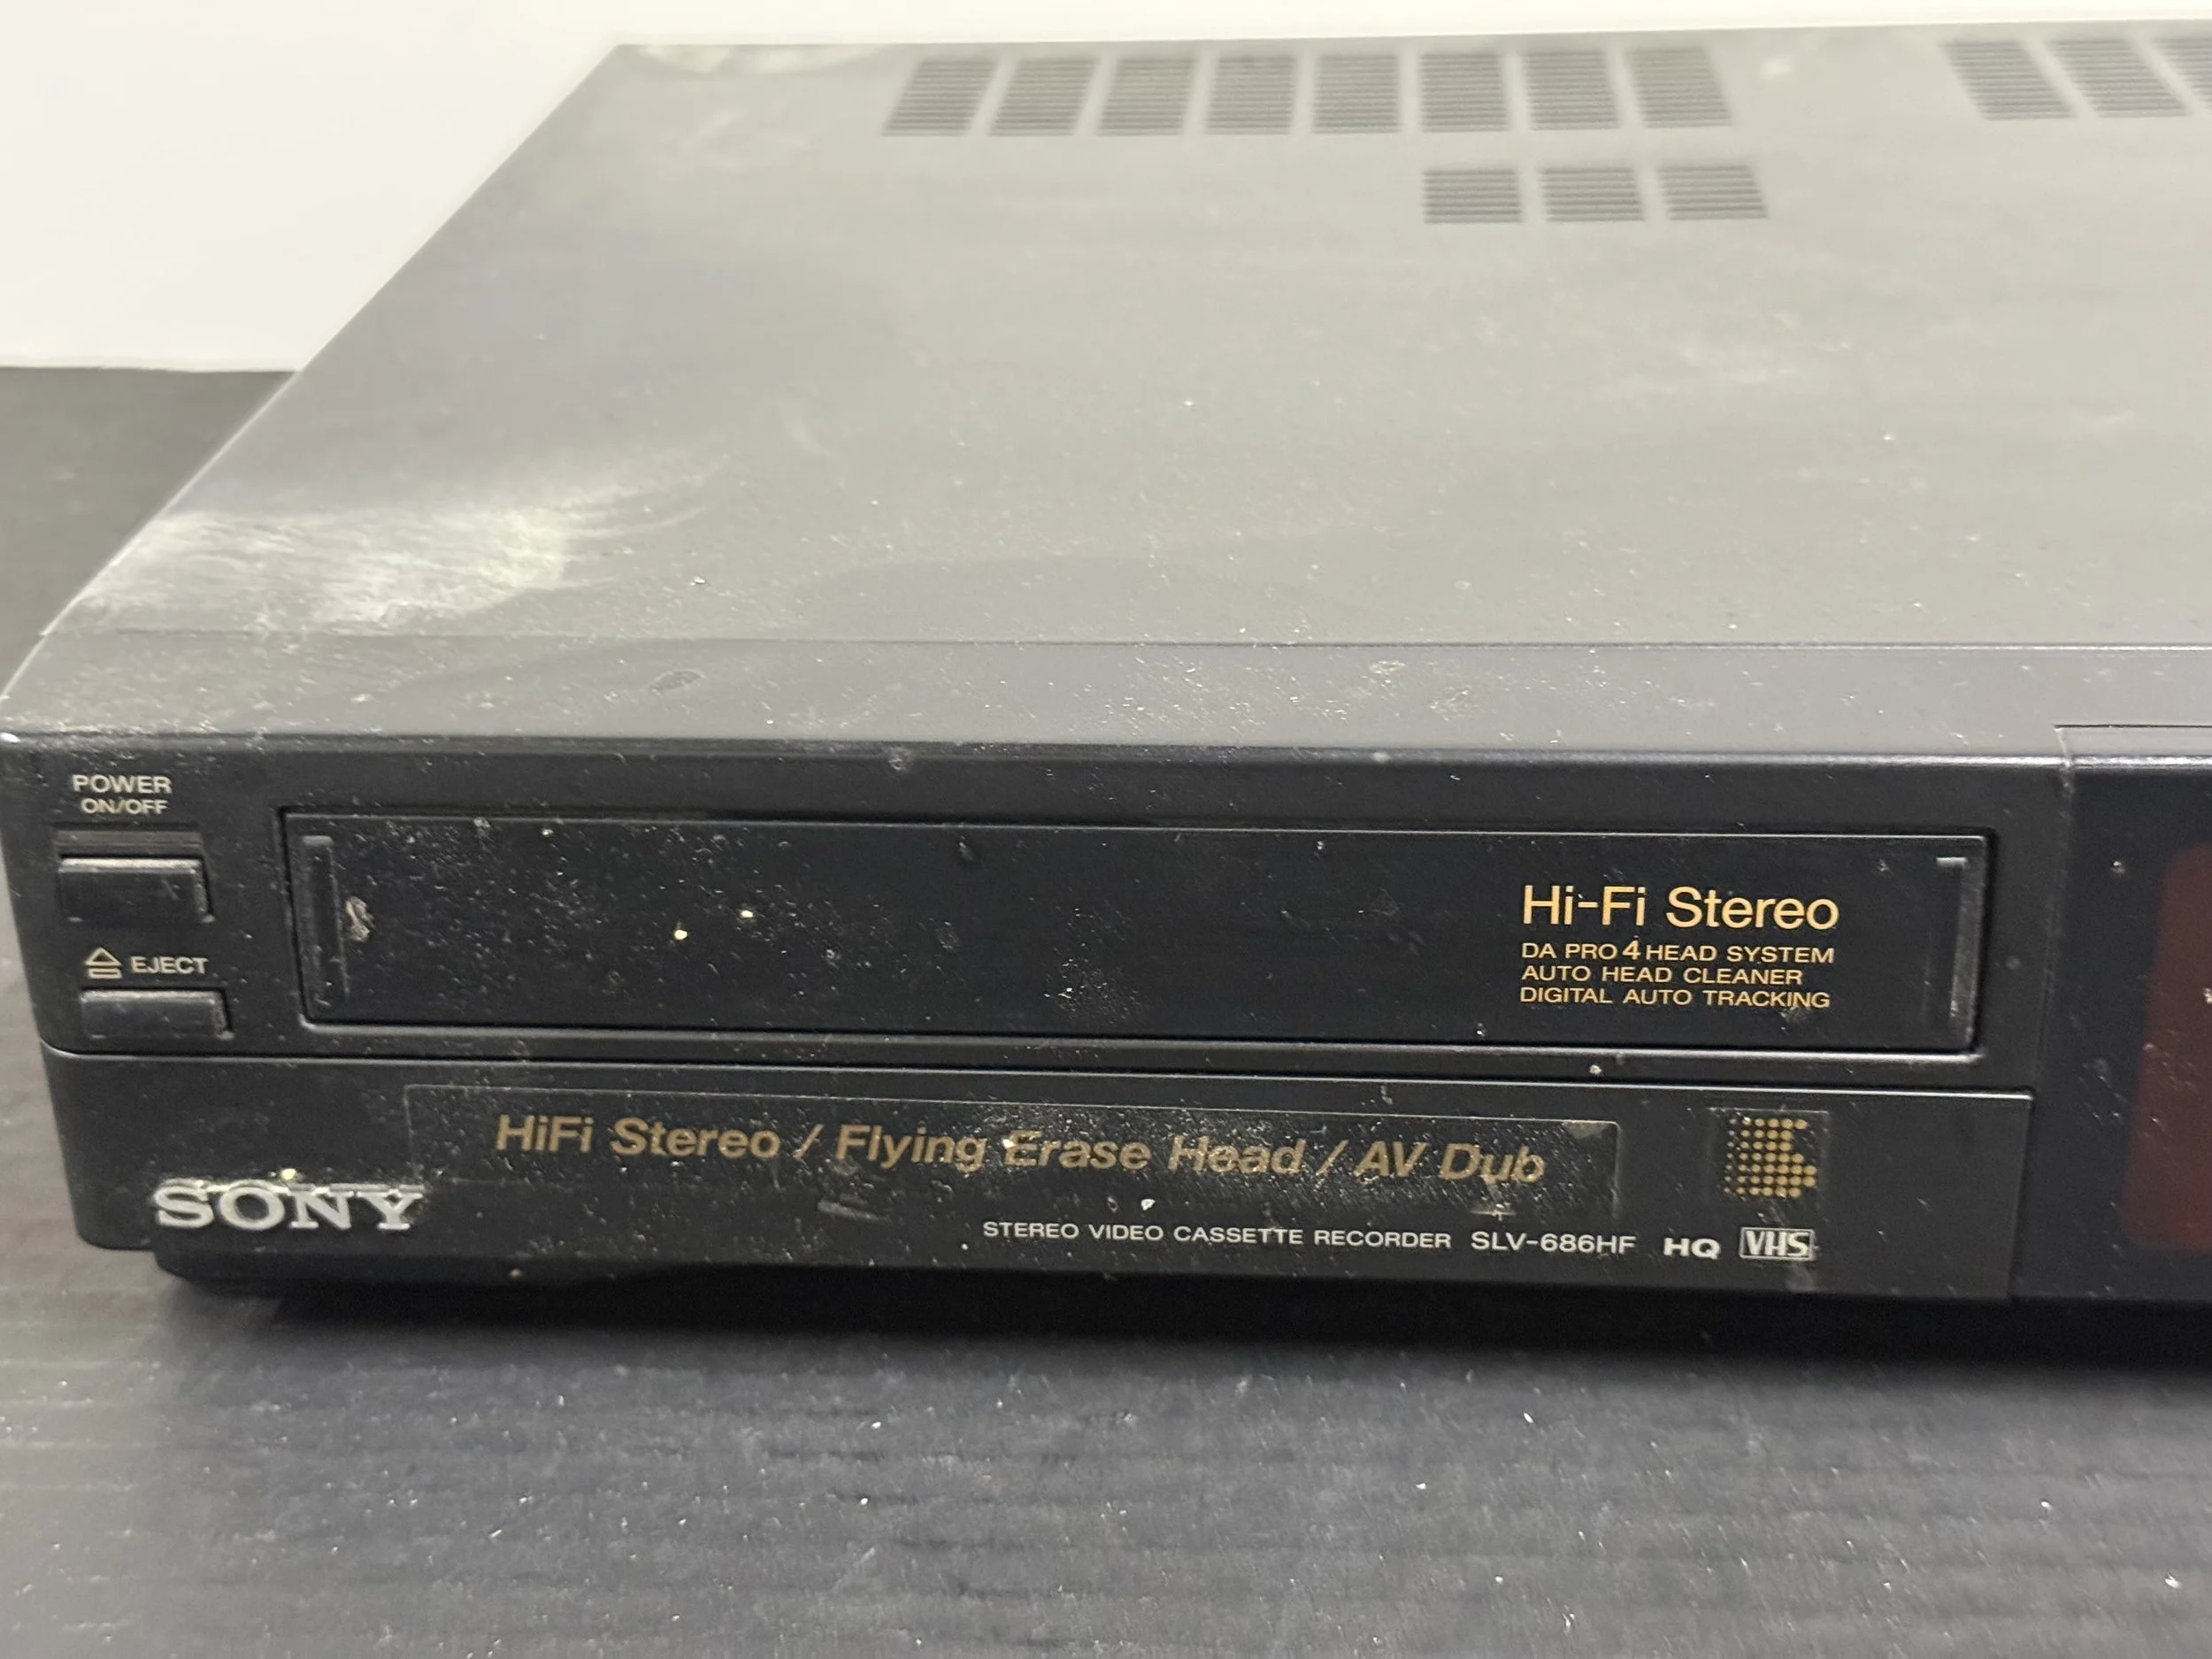 POWER
ON/OFF
EJECT
Hi-Fi Stereo
DA PRO 4 HEAD SYSTEM
AUTO HEAD CLEANER
DIGITAL AUTO TRACKING
HiFi Stereo / Flying Erase Head / AV Dub
SONY
STEREO VIDEO CASSETTE RECORDER SLV-686HF HQ VHS